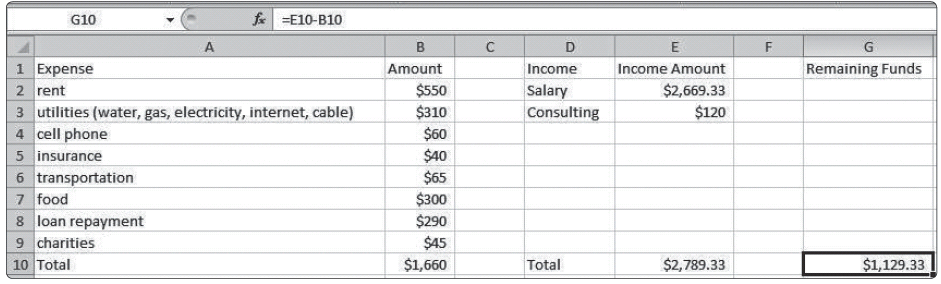 G10 fx =E10-B10
A B C D E F G
1 Expense Amount Income Income Amount Remaining Funds
2 rent $550 Salary $2,669.33
3 utilities (water, gas, electricity, internet, cable) $310 Consulting $120
4 cell phone $60
5 insurance $40
6 transportation $65
7 food $300
8 loan repayment $290
9 charities $45
10 Total $1,660 Total $2,789.33 $1,129.33